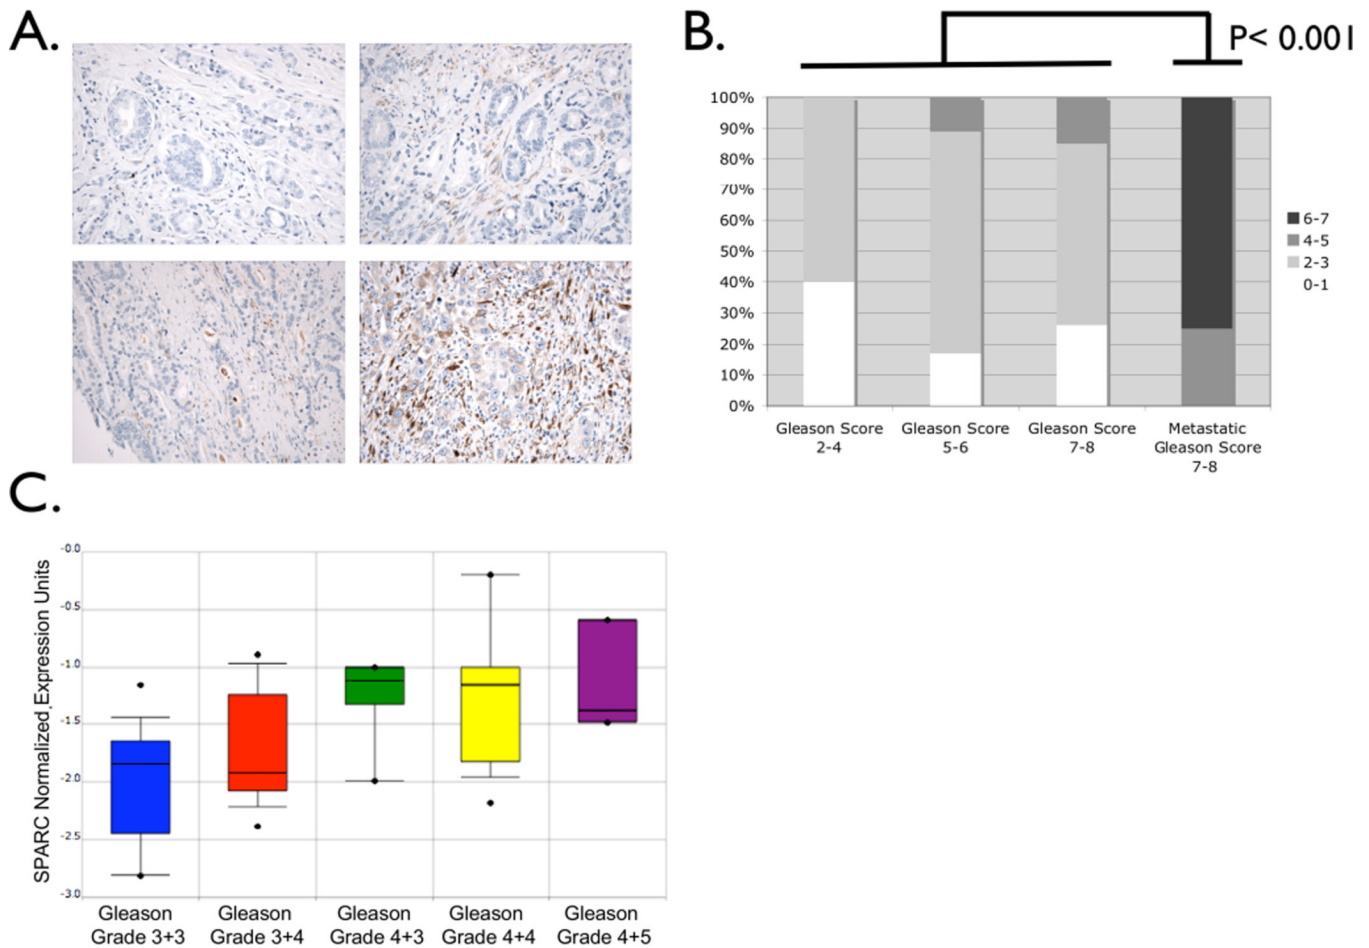 A.
B.
P< 0.001
100%
90%
80%
70%
60%
50%
40%
30%
20%
10%
0%
6-7
4-5
2-3
0-1
Gleason Score
2-4
Gleason Score
5-6
Gleason Score
7-8
Metastatic
Gleason Score
7-8
C.
SPARC Normalized Expression Units
-0.0
-0.5
-1.0
-1.5
-2.0
-2.5
-3.0
Gleason
Grade 3+3
Gleason
Grade 3+4
Gleason
Grade 4+3
Gleason
Grade 4+4
Gleason
Grade 4+5